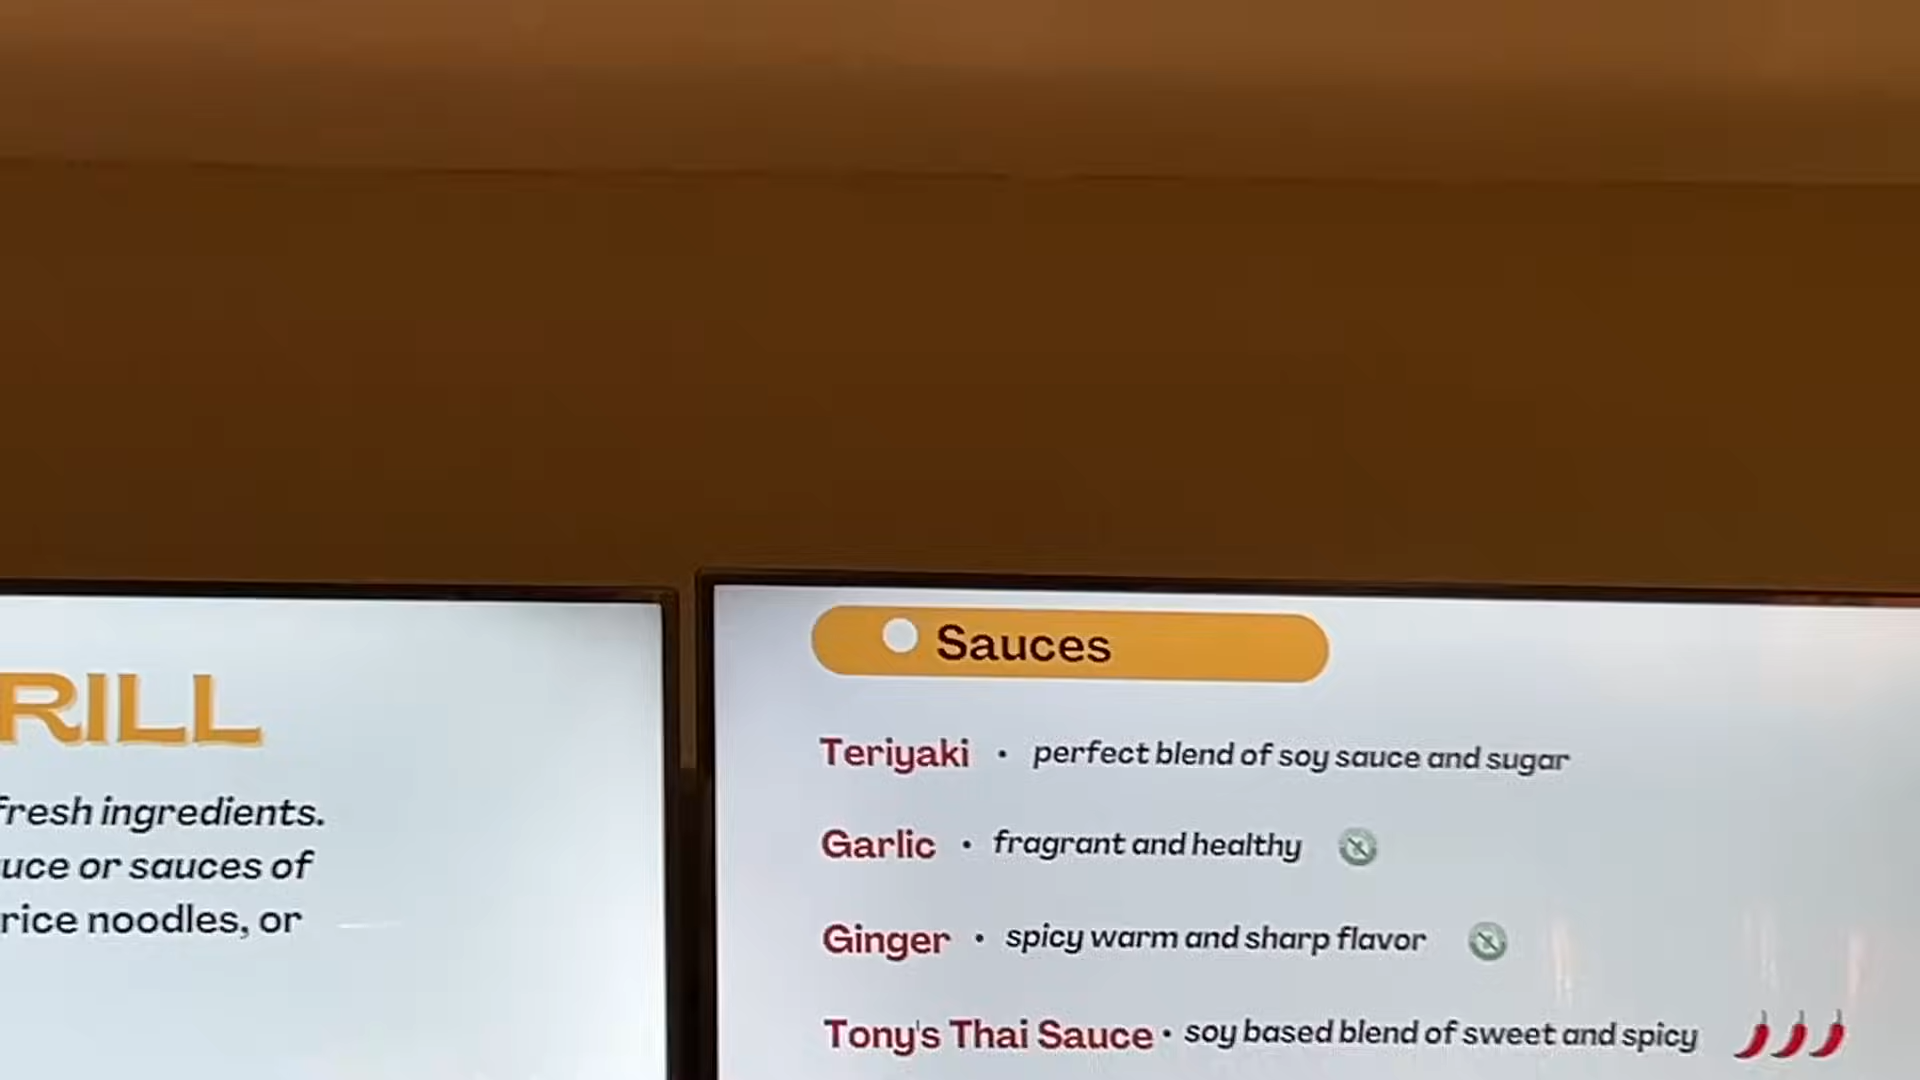 RILL
fresh ingredients.
uce or sauces of
rice noodles, or
Sauces
Teriyaki • perfect blend of soy sauce and sugar
Garlic • fragrant and healthy
Ginger • spicy warm and sharp flavor
Tony's Thai Sauce • soy based blend of sweet and spicy